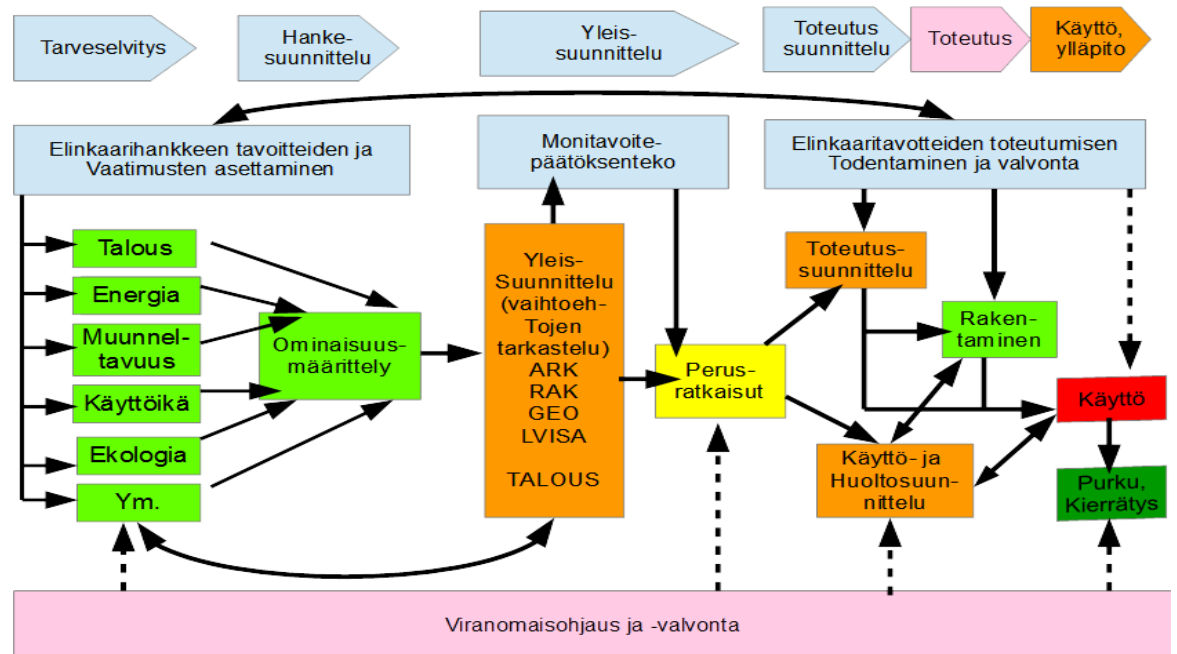 Tarveselvitys
Hanke-
suunnittelu
Yleis-
suunnittelu
Toteutus
suunnittelu
Toteutus
Käyttö,
ylläpito
Elinkaarihankkeen tavoitteiden ja
Vaatimusten asettaminen
Monitavoite-
päätöksenteko
Elinkaaritavotteiden toteutumisen
Todentaminen ja valvonta
Talous
Energia
Muunnel-
tavuus
Käyttöikä
Ekologia
Ym.
Ominaisuus-
määrittely
Yleis-
Suunnittelu
(vaihtoeh-
Tojen
tarkastelu)
ARK
RAK
GEO
LVISA
TALOUS
Perus-
ratkaisut
Toteutus-
suunnittelu
Raken-
taminen
Käyttö- ja
Huoltosuun-
nittelu
Käyttö
Purku,
Kierrätys
Viranomaisohjaus ja -valvonta